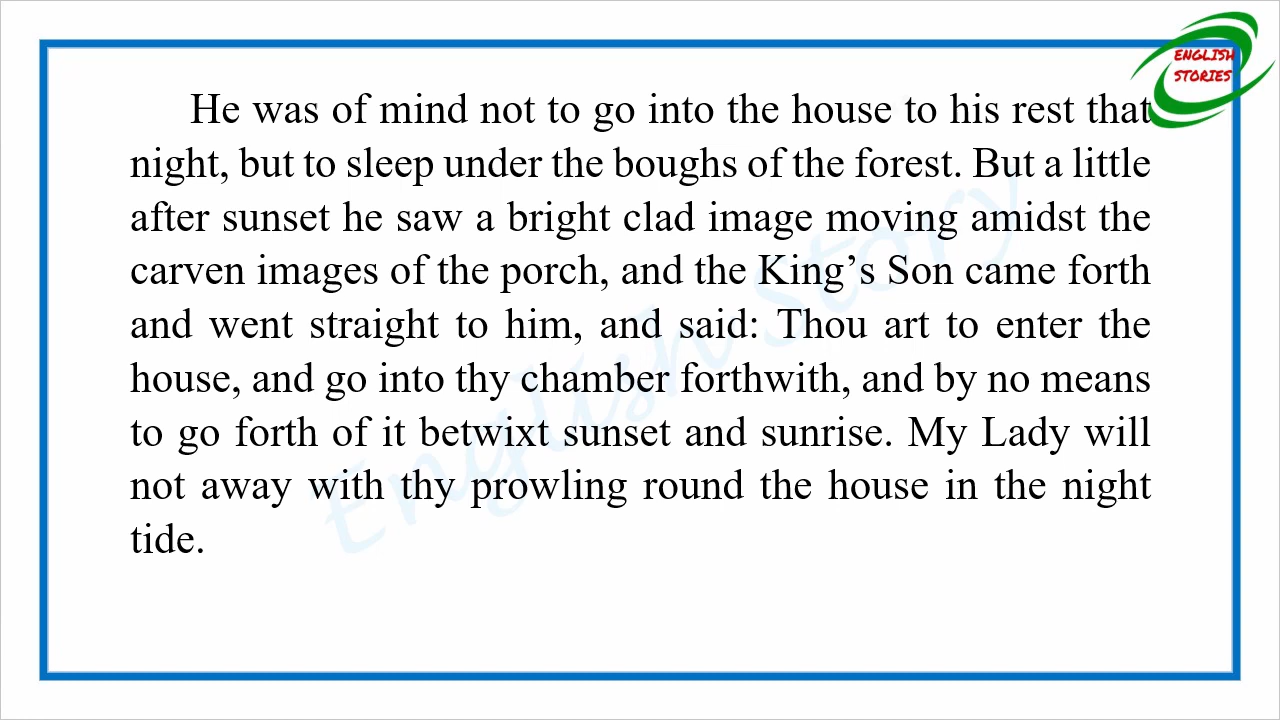 ENGLISH
STORIES
He was of mind not to go into the house to his rest that
night, but to sleep under the boughs of the forest. But a little
after sunset he saw a bright clad image moving amidst the
carven images of the porch, and the King’s Son came forth
and went straight to him, and said: Thou art to enter the
house, and go into thy chamber forthwith, and by no means
to go forth of it betwixt sunset and sunrise. My Lady will
not away with thy prowling round the house in the night
tide.
English Story